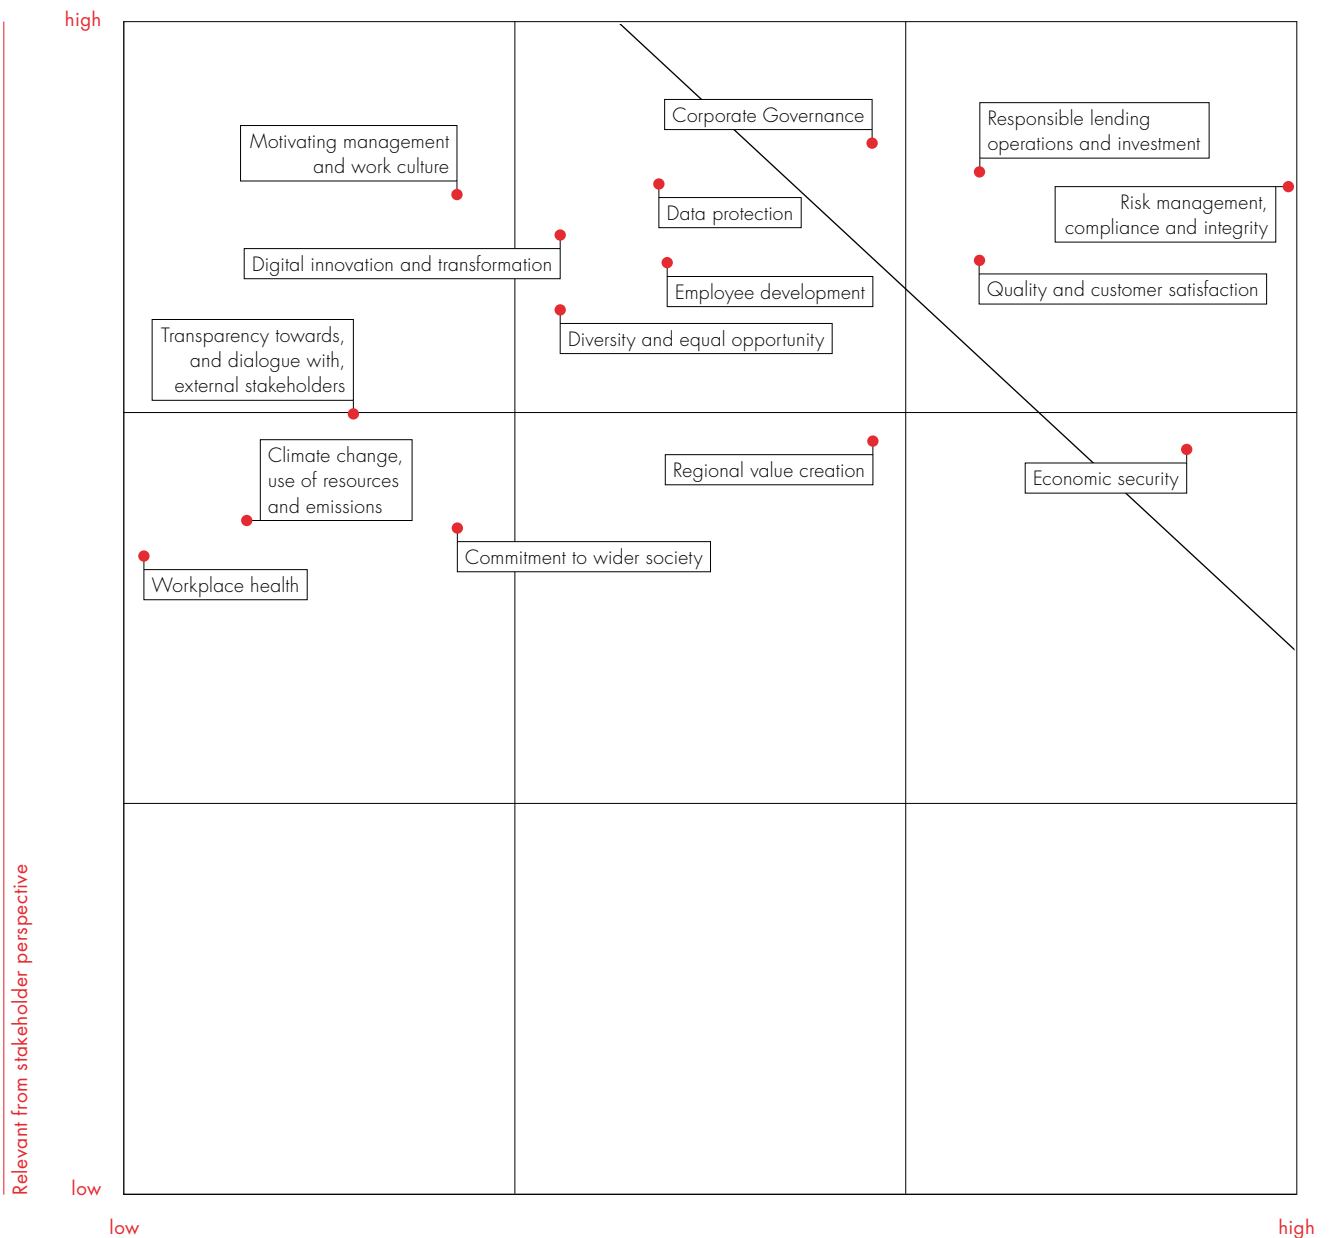 high
Corporate Governance
Responsible lending
operations and investment
Motivating management
and work culture
Risk management,
compliance and integrity
Data protection
Digital innovation and transformation
Employee development
Quality and customer satisfaction
Diversity and equal opportunity
Transparency towards,
and dialogue with,
external stakeholders
Climate change,
use of resources
and emissions
Regional value creation
Economic security
Commitment to wider society
Workplace health
Relevant from stakeholder perspective
low
low
high